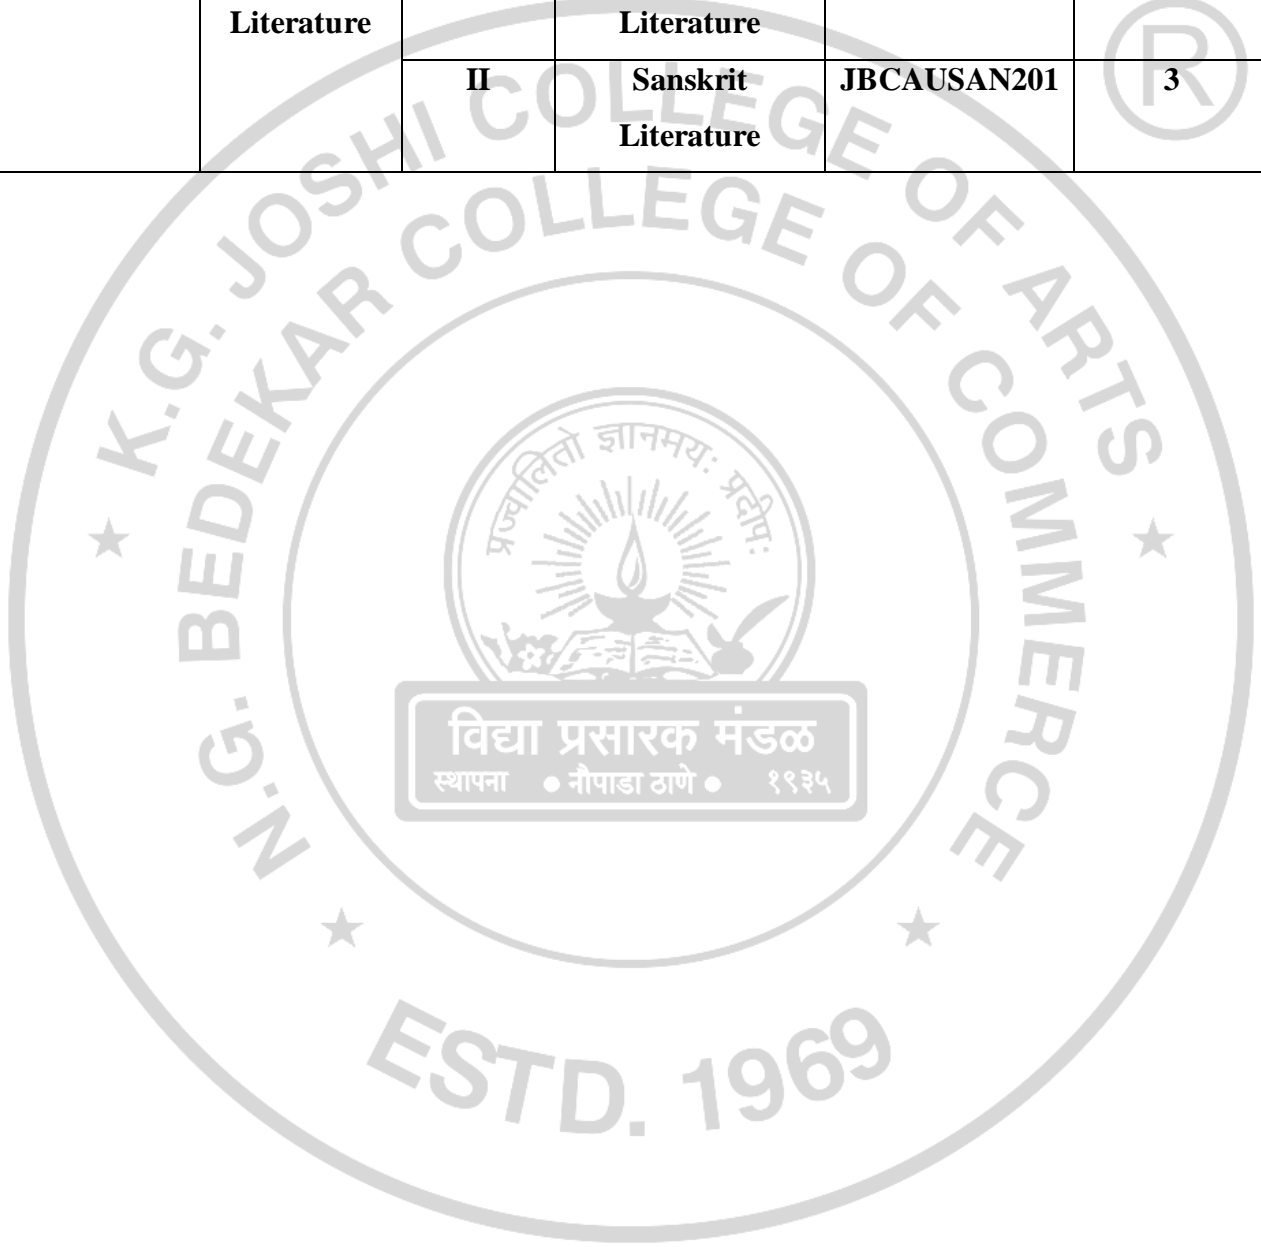 Literature Literature
II Sanskrit JBCAUSAN201 3
Literature
®
K.G. JOSHI COLLEGE OF ARTS
N.G. BEDEKAR COLLEGE OF COMMERCE
प्रज्वालितो ज्ञानमयः प्रदीपः
विद्या प्रसारक मंडळ
स्थापना • नौपाडा ठाणे • १९३५
ESTD. 1969